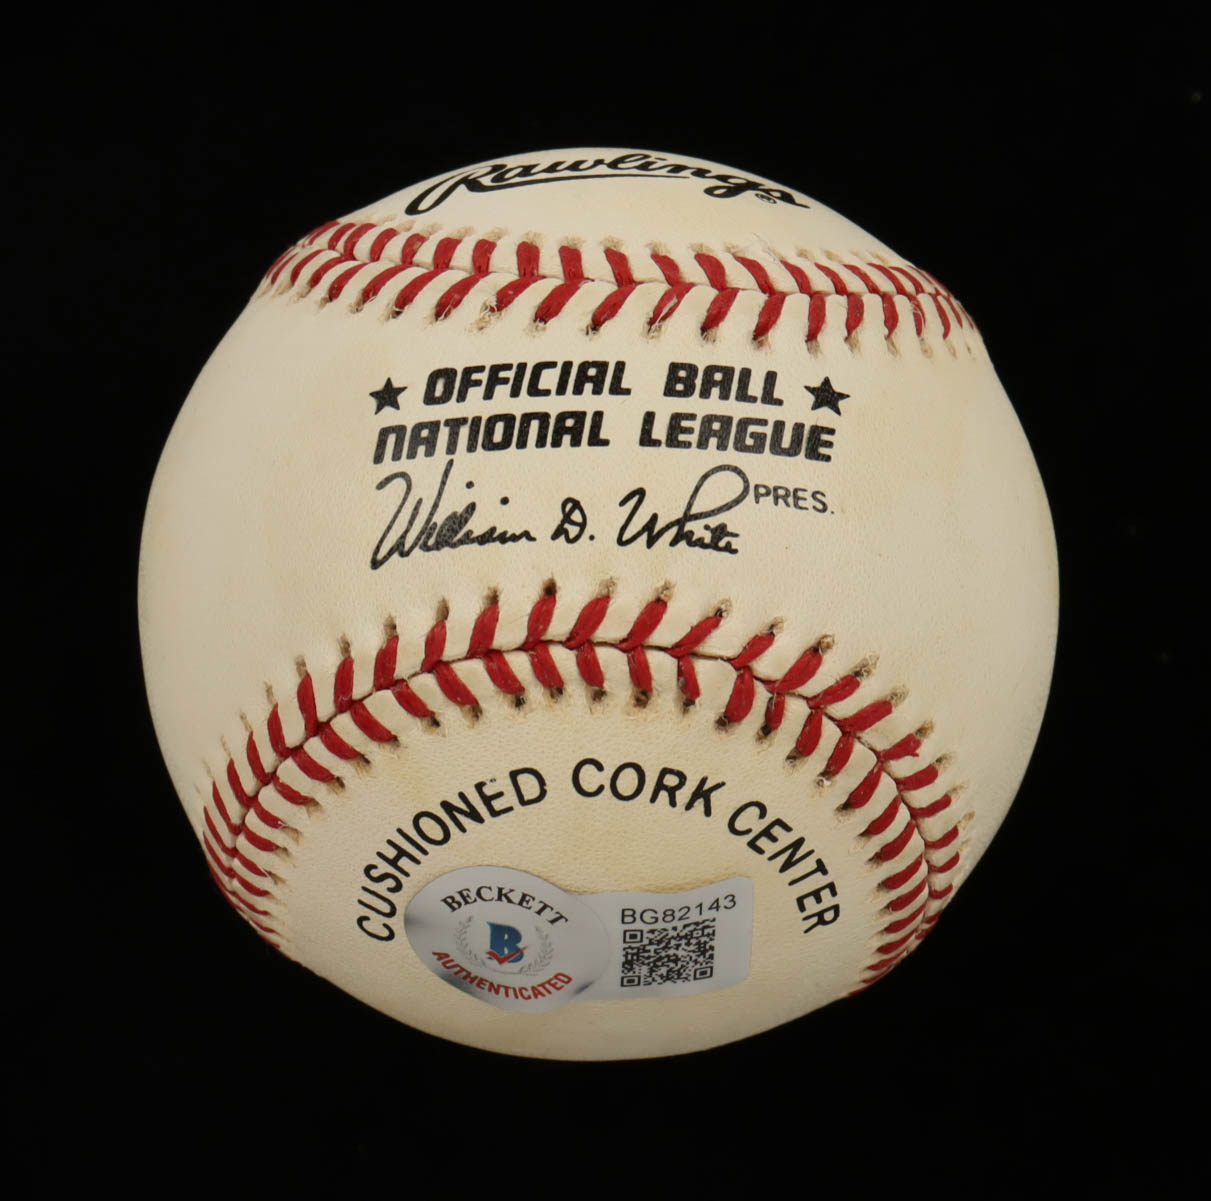 Rawlings®
★ OFFICIAL BALL ★
NATIONAL LEAGUE
William D. White PRES.
CUSHIONED CORK CENTER
BECKETT
B
AUTHENTICATED
BG82143